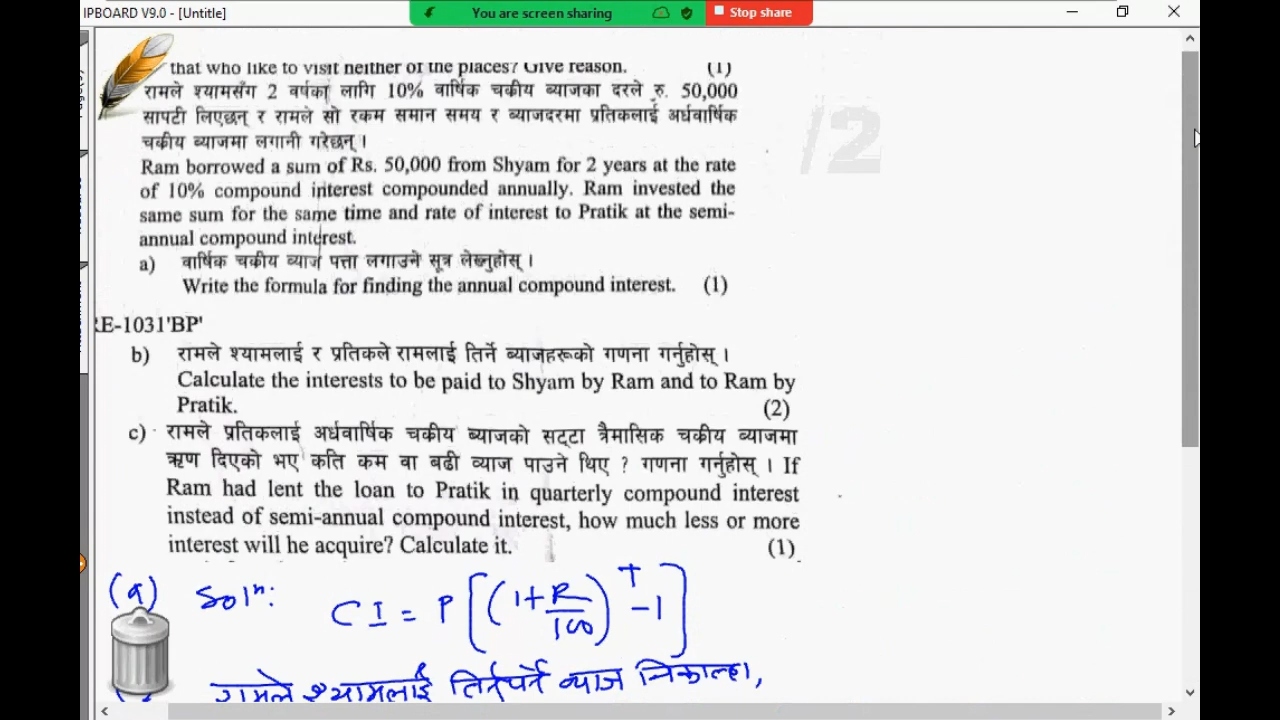 IPBOARD V9.0 - [Untitle]
You are screen sharing
Stop share
that who like to visit neither of the places? Give reason. (1)
रामले श्यामसँग 2 वर्षका लागि 10% वार्षिक चक्रीय ब्याजका दरले रु. 50,000
सापटी लिएछन् र रामले सो रकम समान समय र ब्याजदरमा प्रतिकलाई अर्धवार्षिक
चक्रीय ब्याजमा लगानी गरेछन् ।
/2
Ram borrowed a sum of Rs. 50,000 from Shyam for 2 years at the rate
of 10% compound interest compounded annually. Ram invested the
same sum for the same time and rate of interest to Pratik at the semi-
annual compound interest.
a) वार्षिक चक्रीय ब्याज पत्ता लगाउने सूत्र लेख्नुहोस् ।
Write the formula for finding the annual compound interest. (1)
RE-1031'BP'
b) रामले श्यामलाई र प्रतिकले रामलाई तिर्ने ब्याजहरूको गणना गर्नुहोस् ।
Calculate the interests to be paid to Shyam by Ram and to Ram by
Pratik. (2)
c) रामले प्रतिकलाई अर्धवार्षिक चक्रीय ब्याजको सट्टा त्रैमासिक चक्रीय ब्याजमा
ऋण दिएको भए कति कम वा बढी ब्याज पाउने थिए ? गणना गर्नुहोस् । If
Ram had lent the loan to Pratik in quarterly compound interest
instead of semi-annual compound interest, how much less or more
interest will he acquire? Calculate it. (1)
(a) Solⁿ: CI = P[(1+R/100)^T -1]
रामले श्यामलाई तिर्नुपर्ने ब्याज निकाल्दा,